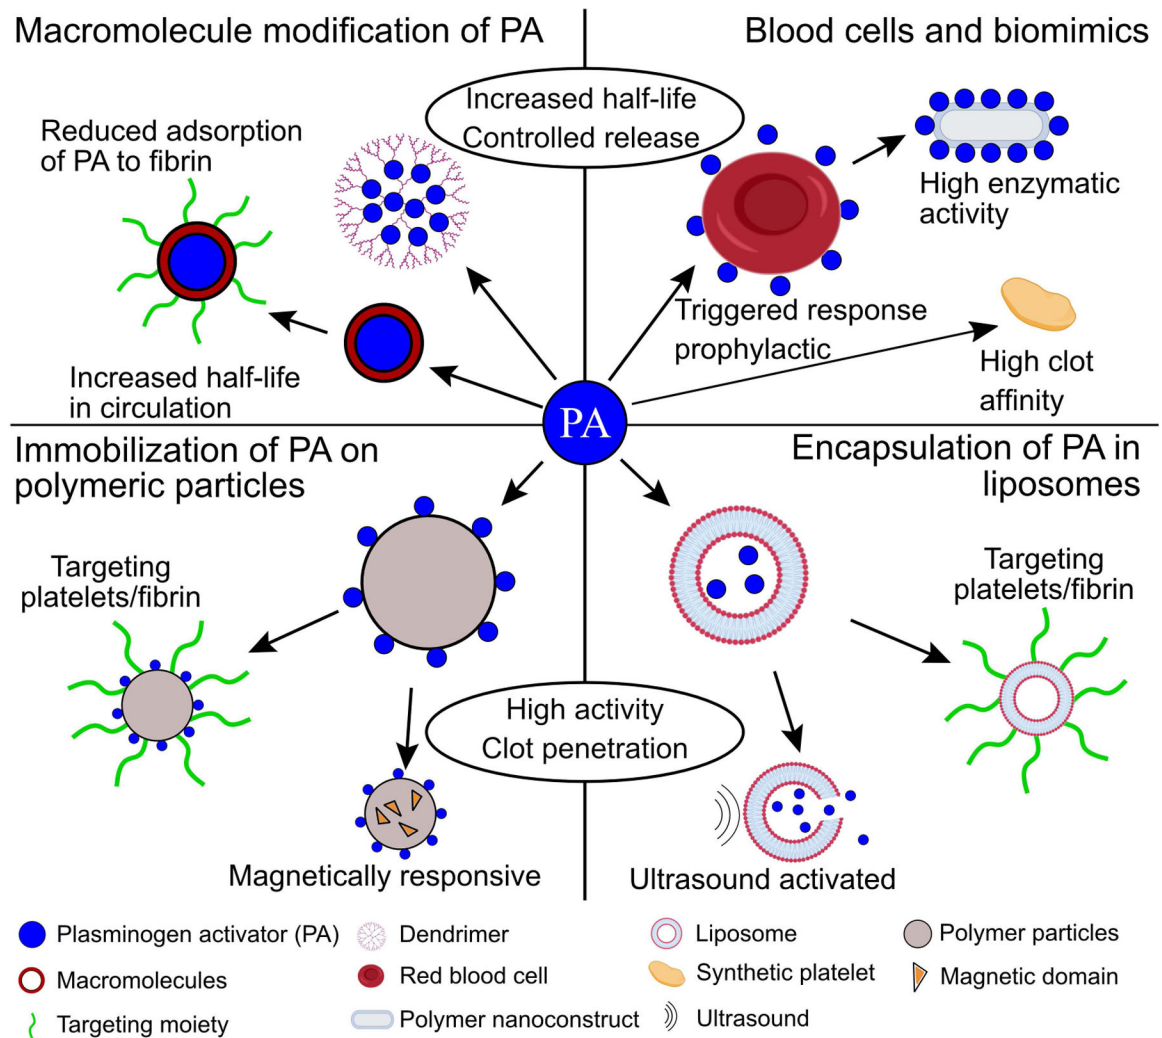 Macromolecule modification of PA
Blood cells and biomimics
Increased half-life
Controlled release
Reduced adsorption
of PA to fibrin
High enzymatic
activity
Triggered response
prophylactic
High clot
affinity
Increased half-life
in circulation
PA
Immobilization of PA on
polymeric particles
Encapsulation of PA in
liposomes
Targeting
platelets/fibrin
Targeting
platelets/fibrin
High activity
Clot penetration
Magnetically responsive
Ultrasound activated
Plasminogen activator (PA)
Dendrimer
Liposome
Polymer particles
Macromolecules
Red blood cell
Synthetic platelet
Magnetic domain
Targeting moiety
Polymer nanoconstruct
Ultrasound